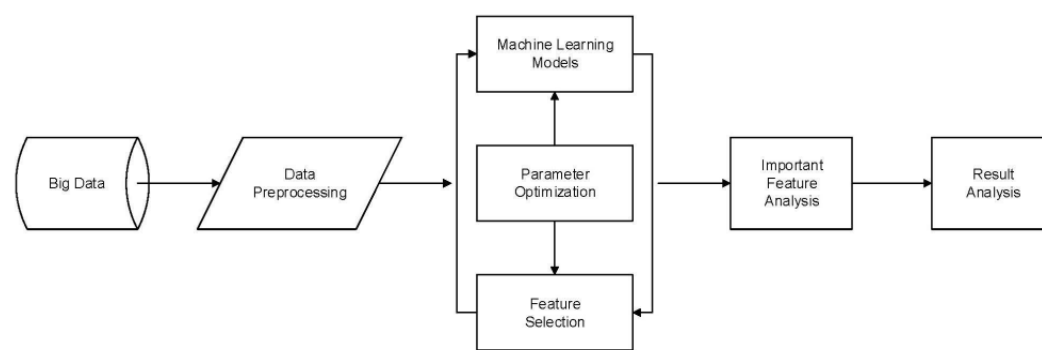 Big Data
Data
Preprocessing
Machine Learning
Models
Parameter
Optimization
Feature
Selection
Important
Feature
Analysis
Result
Analysis